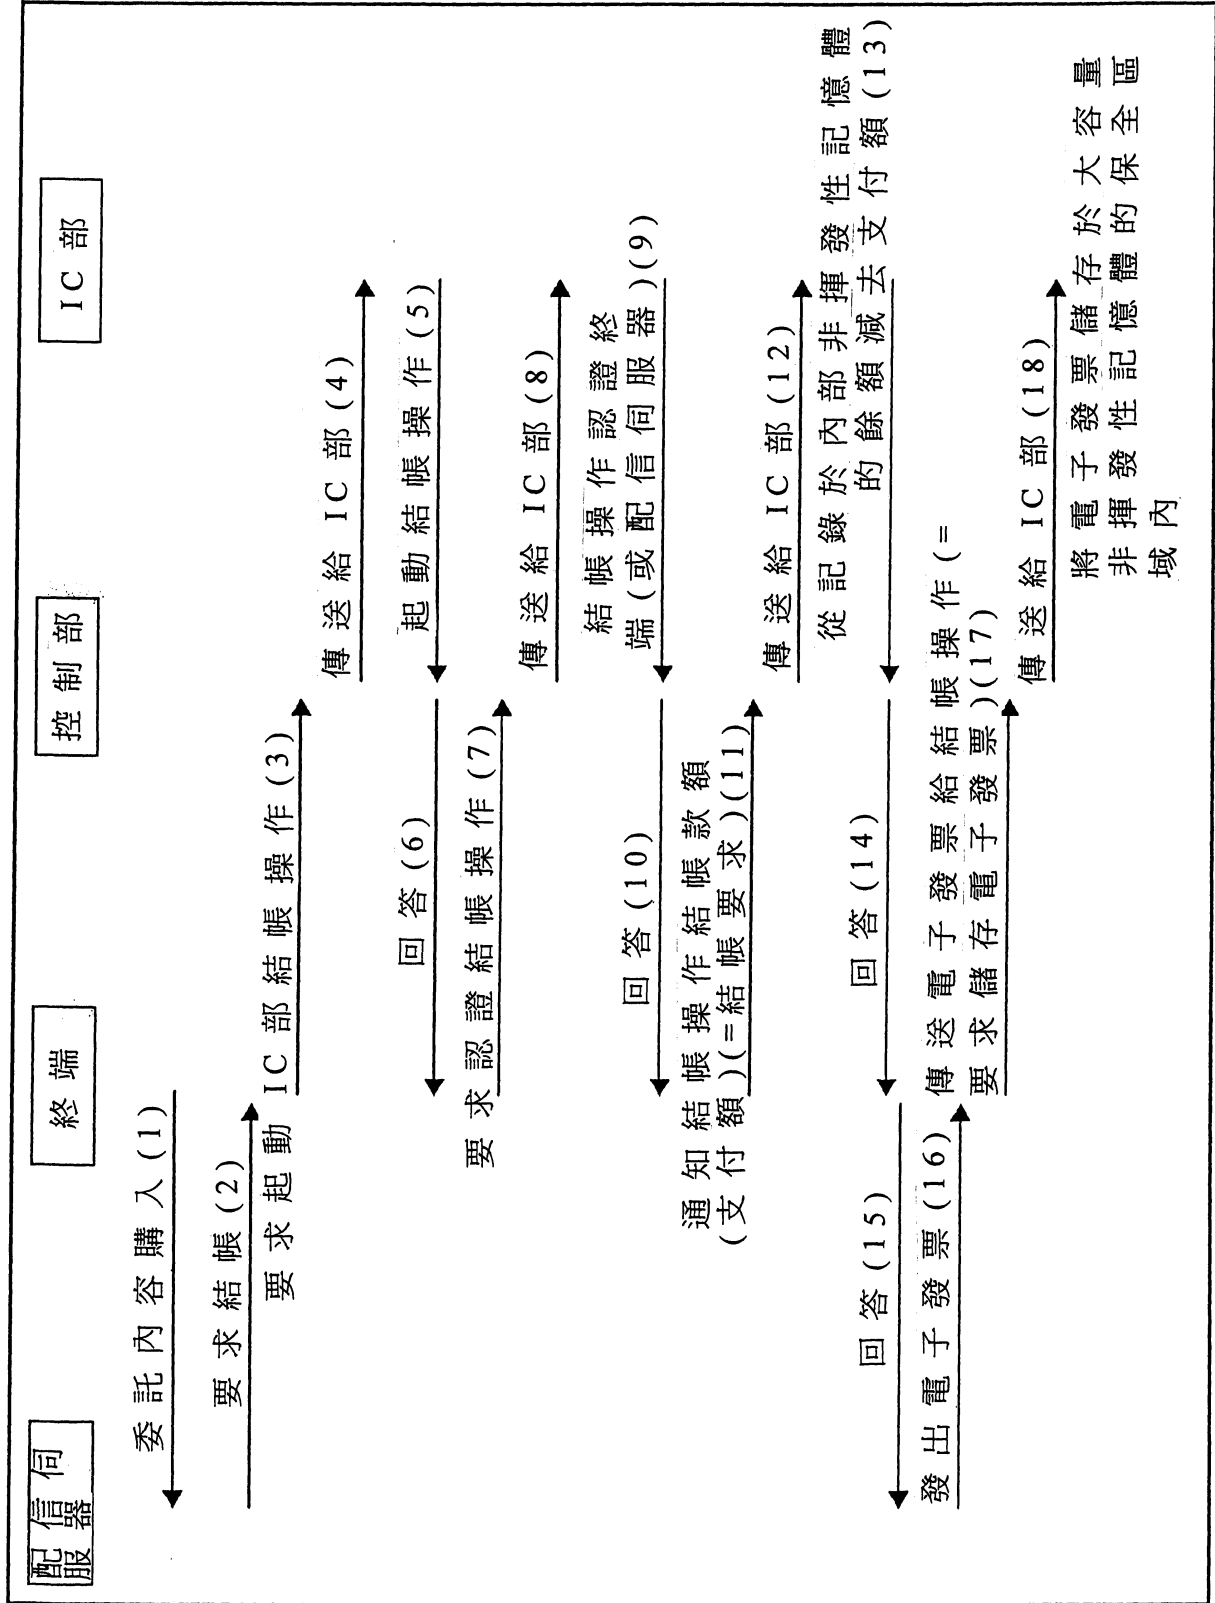 配信伺
服器
終端
控制部
IC部
委託內容購入(1)
要求結帳(2)
要求起動IC部結帳操作(3)
傳送給IC部(4)
起動結帳操作(5)
回答(6)
要求認證結帳操作(7)
傳送給IC部(8)
結帳操作認證終
端(或配信伺服器)(9)
回答(10)
通知結帳操作結帳款額
(支付額)(=結帳要求)(11)
傳送給IC部(12)
從記錄於內部非揮發性記憶體
的餘額減去支付額(13)
回答(14)
回答(15)
發出電子發票(16)
傳送電子發票給結帳操作(=
要求儲存電子發票)(17)
傳送給IC部(18)
將電子發票儲存於大容量
非揮發性記憶體的保全區
域內